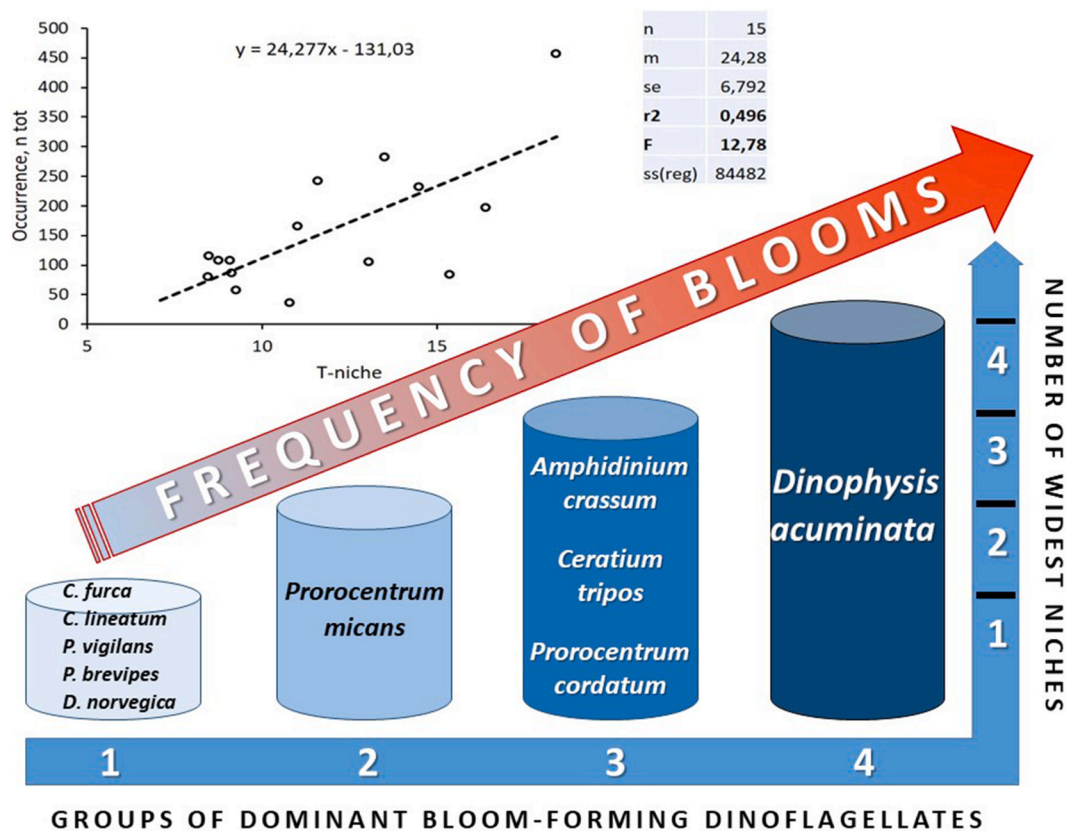 500
450
400
350
300
250
200
150
100
50
0
Occurrence, n tot
y = 24,277x - 131,03
5
10
15
T-niche
n 15
m 24,28
se 6,792
r2 0,496
F 12,78
ss(reg) 84482
FREQUENCY OF BLOOMS
C. furca
C. lineatum
P. vigilans
P. brevipes
D. norvegica
Prorocentrum
micans
Amphidinium
crassum
Ceratium
tripos
Prorocentrum
cordatum
Dinophysis
acuminata
4
3
2
1
NUMBER OF WIDEST NICHES
1 2 3 4
GROUPS OF DOMINANT BLOOM-FORMING DINOFLAGELLATES